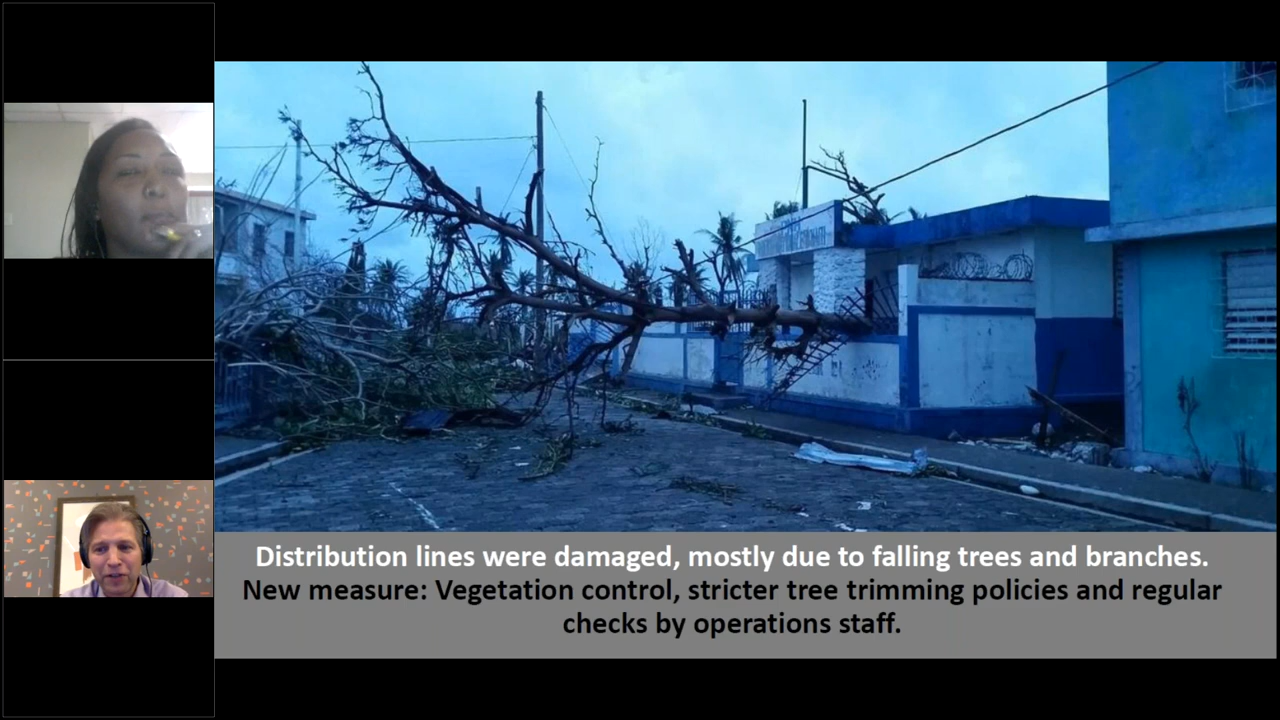 Distribution lines were damaged, mostly due to falling trees and branches.
New measure: Vegetation control, stricter tree trimming policies and regular
checks by operations staff.